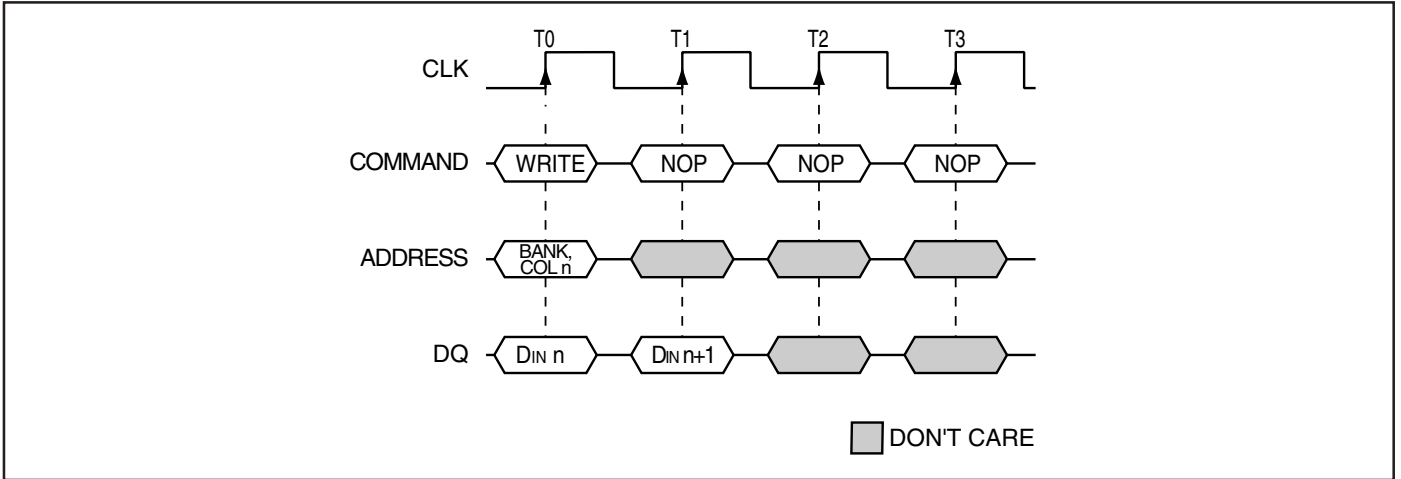 T0 T1 T2 T3
CLK
COMMAND WRITE NOP NOP NOP
ADDRESS BANK,
COL n
DQ DIN n DIN n+1
DON'T CARE